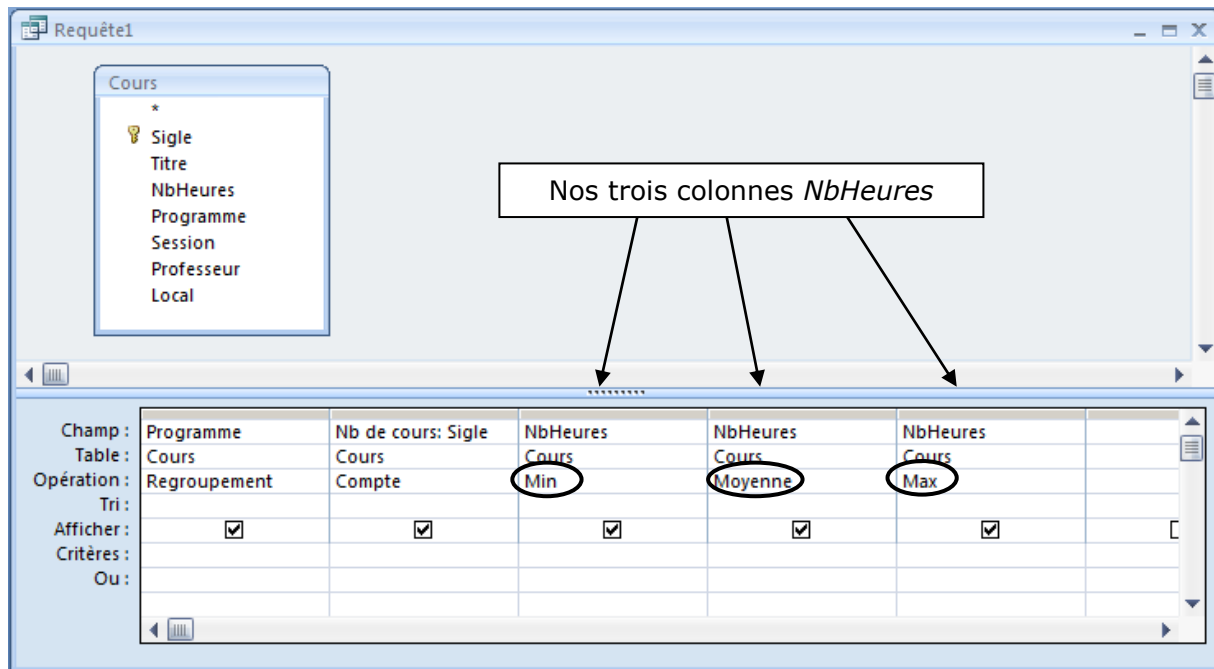 Requête1
Cours
*
Sigle
Titre
NbHeures
Programme
Session
Professeur
Local
Nos trois colonnes NbHeures
Champ : Programme Nb de cours: Sigle NbHeures NbHeures NbHeures
Table : Cours Cours Cours Cours Cours
Opération : Regroupement Compte Min Moyenne Max
Tri :
Afficher :
Critères :
Ou :